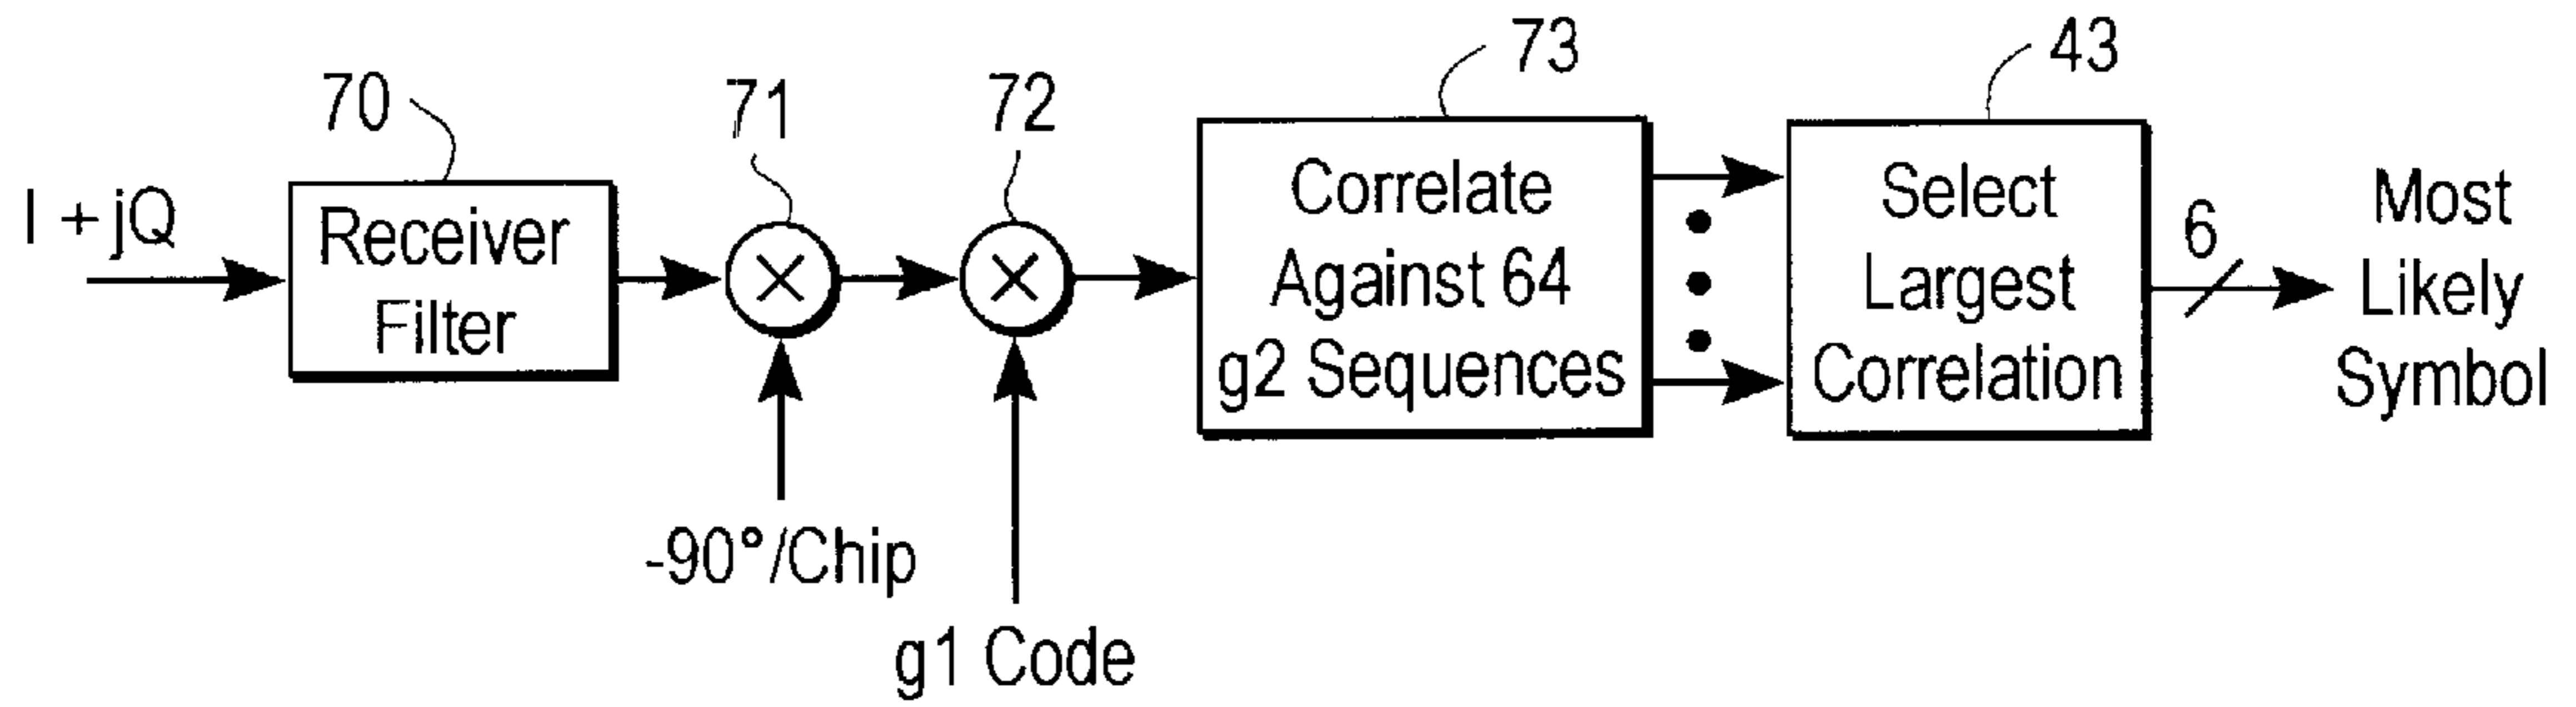 70
71
72
73
43
I + jQ
Receiver
Filter
-90°/Chip
g1 Code
Correlate
Against 64
g2 Sequences
Select
Largest
Correlation
6
Most
Likely
Symbol